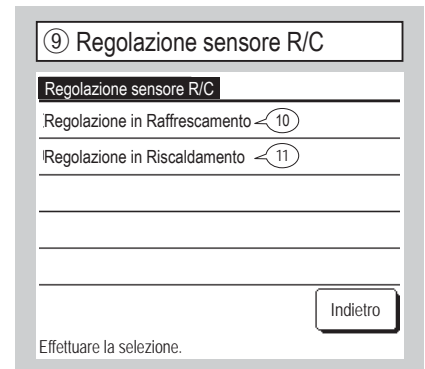 ⑨ Regolazione sensore R/C
Regolazione sensore R/C
Regolazione in Raffrescamento 10
Regolazione in Riscaldamento 11
Indietro
Effettuare la selezione.